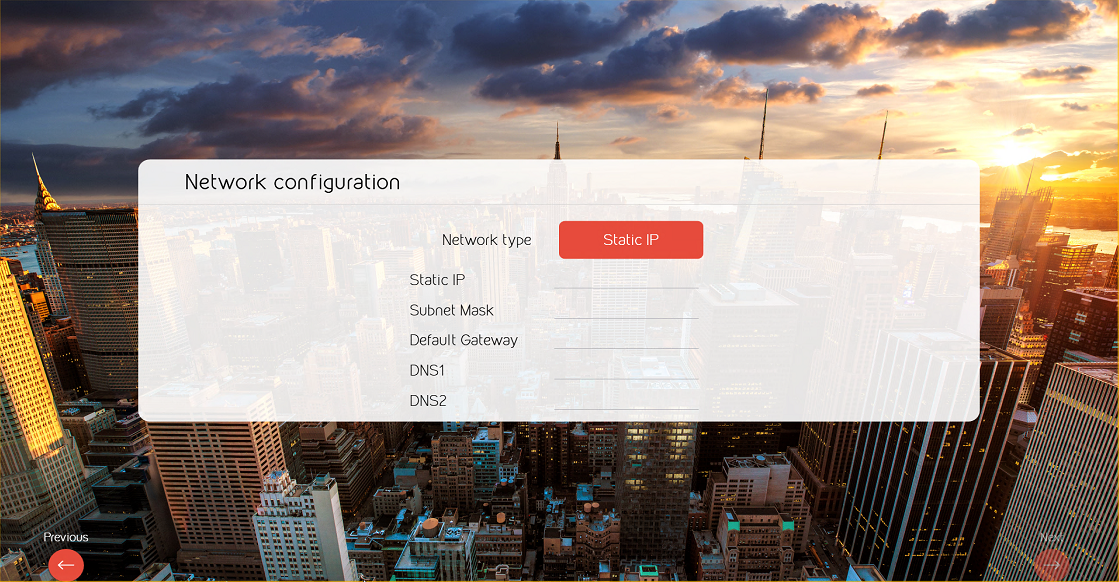 Network configuration
Network type Static IP
Static IP
Subnet Mask
Default Gateway
DNS1
DNS2
Previous Next